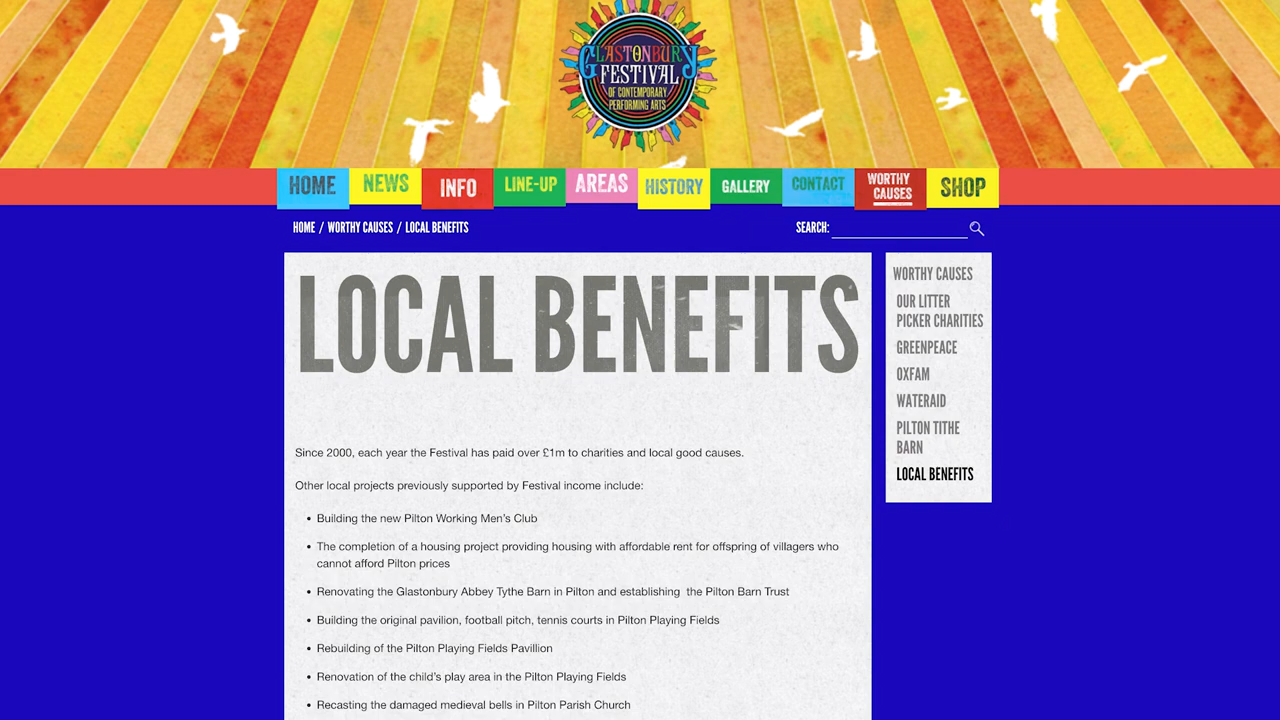 GLASTONBURY
FESTIVAL
OF CONTEMPORARY
PERFORMING ARTS
HOME NEWS INFO LINE-UP AREAS HISTORY GALLERY CONTACT WORTHY CAUSES SHOP
HOME / WORTHY CAUSES / LOCAL BENEFITS
SEARCH:
LOCAL BENEFITS
Since 2000, each year the Festival has paid over £1m to charities and local good causes.
Other local projects previously supported by Festival income include:
• Building the new Pilton Working Men’s Club
• The completion of a housing project providing housing with affordable rent for offspring of villagers who
cannot afford Pilton prices
• Renovating the Glastonbury Abbey Tythe Barn in Pilton and establishing  the Pilton Barn Trust
• Building the original pavilion, football pitch, tennis courts in Pilton Playing Fields
• Rebuilding of the Pilton Playing Fields Pavillion
• Renovation of the child’s play area in the Pilton Playing Fields
• Recasting the damaged medieval bells in Pilton Parish Church
WORTHY CAUSES
OUR LITTER
PICKER CHARITIES
GREENPEACE
OXFAM
WATERAID
PILTON TITHE
BARN
LOCAL BENEFITS